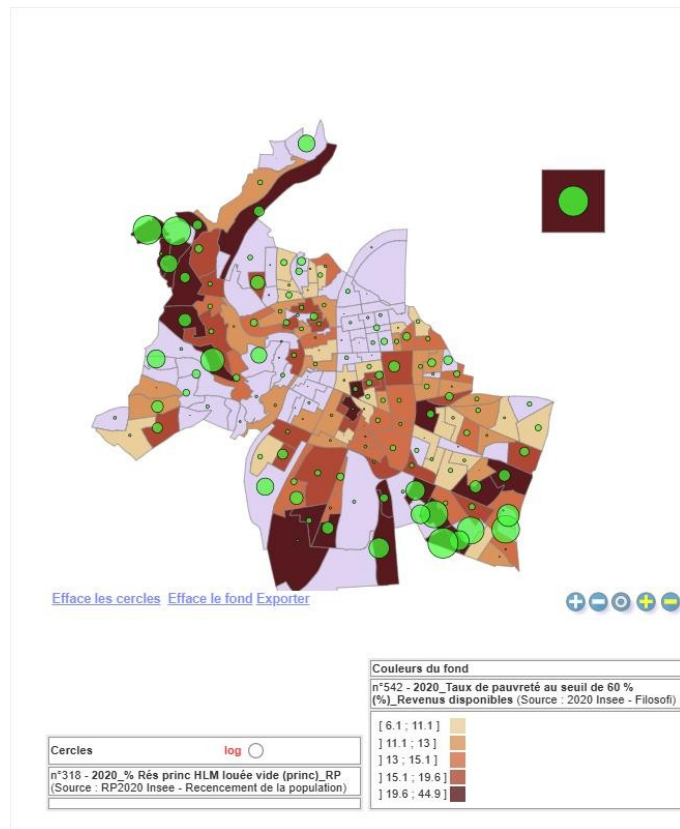 Efface les cercles Efface le fond Exporter
Couleurs du fond
n°542 - 2020_Taux de pauvreté au seuil de 60 %
(%)_Revenus disponibles (Source : 2020 Insee - Filosofi)
[ 6.1 ; 11.1 ]
] 11.1 ; 13 ]
] 13 ; 15.1 ]
] 15.1 ; 19.6 ]
] 19.6 ; 44.9 ]
Cercles log
n°318 - 2020_% Rés princ HLM louée vide (princ)_RP
(Source : RP2020 Insee - Recencement de la population)